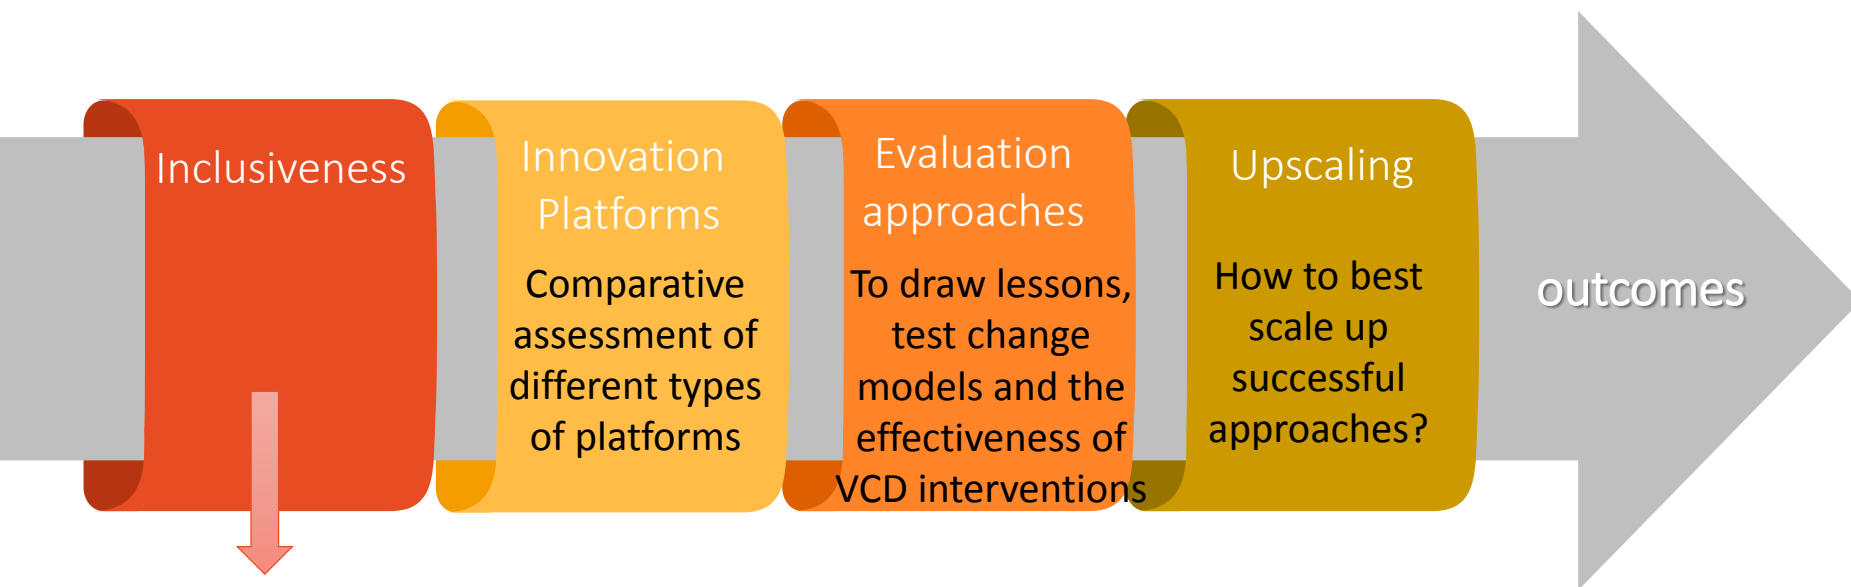 Inclusiveness
Innovation
Platforms
Comparative
assessment of
different types
of platforms
Evaluation
approaches
To draw lessons,
test change
models and the
effectiveness of
VCD interventions
Upscaling
How to best
scale up
successful
approaches?
outcomes